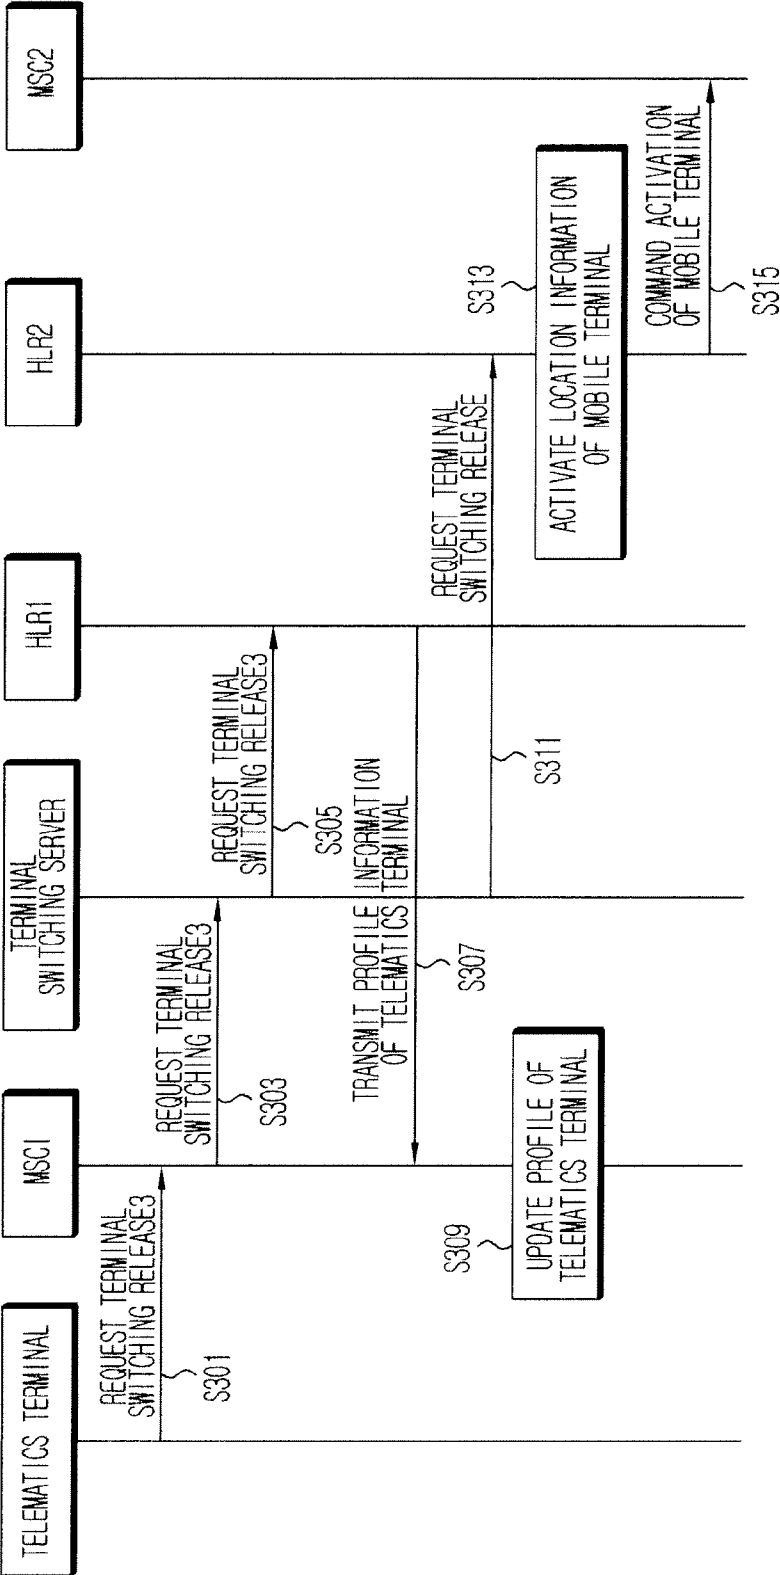 TELEMATICS TERMINAL
MSC1
TERMINAL
SWITCHING SERVER
HLR1
HLR2
MSC2
REQUEST TERMINAL
SWITCHING RELEASE3
S301
REQUEST TERMINAL
SWITCHING RELEASE3
S303
REQUEST TERMINAL
SWITCHING RELEASE3
S305
TRANSMIT PROFILE INFORMATION
OF TELEMATICS TERMINAL
S307
S309
UPDATE PROFILE OF
TELEMATICS TERMINAL
REQUEST TERMINAL
SWITCHING RELEASE
S311
S313
ACTIVATE LOCATION INFORMATION
OF MOBILE TERMINAL
COMMAND ACTIVATION
OF MOBILE TERMINAL
S315